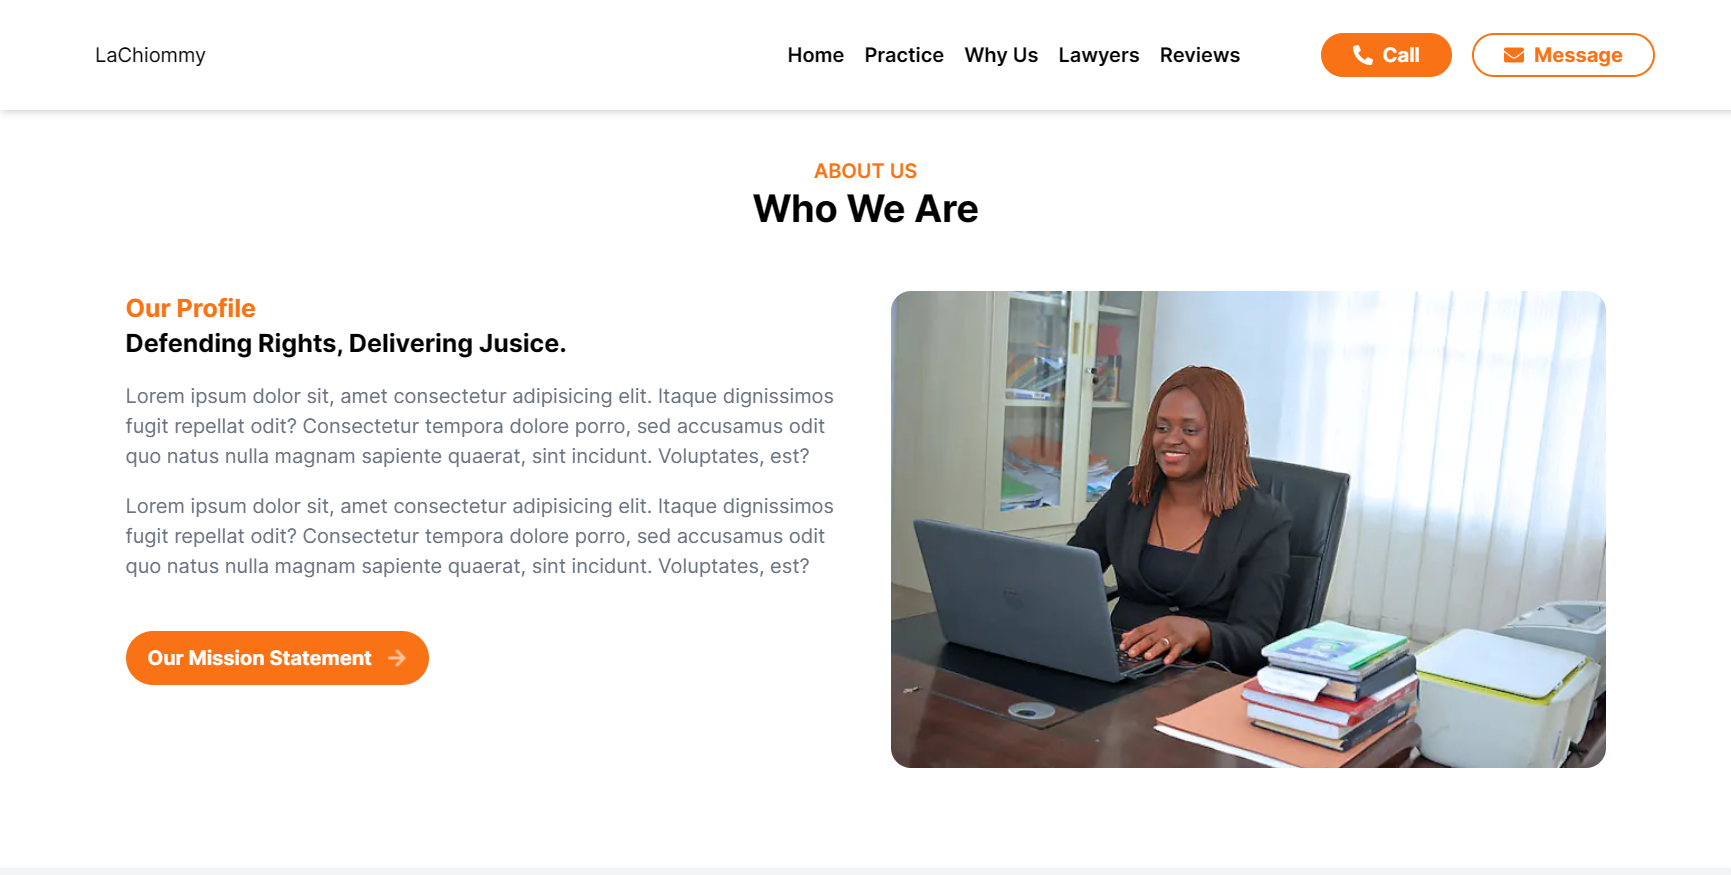 LaChiommy
Home Practice Why Us Lawyers Reviews Call Message
ABOUT US
Who We Are
Our Profile
Defending Rights, Delivering Jusice.
Lorem ipsum dolor sit, amet consectetur adipisicing elit. Itaque dignissimos
fugit repellat odit? Consectetur tempora dolore porro, sed accusamus odit
quo natus nulla magnam sapiente quaerat, sint incidunt. Voluptates, est?
Lorem ipsum dolor sit, amet consectetur adipisicing elit. Itaque dignissimos
fugit repellat odit? Consectetur tempora dolore porro, sed accusamus odit
quo natus nulla magnam sapiente quaerat, sint incidunt. Voluptates, est?
Our Mission Statement